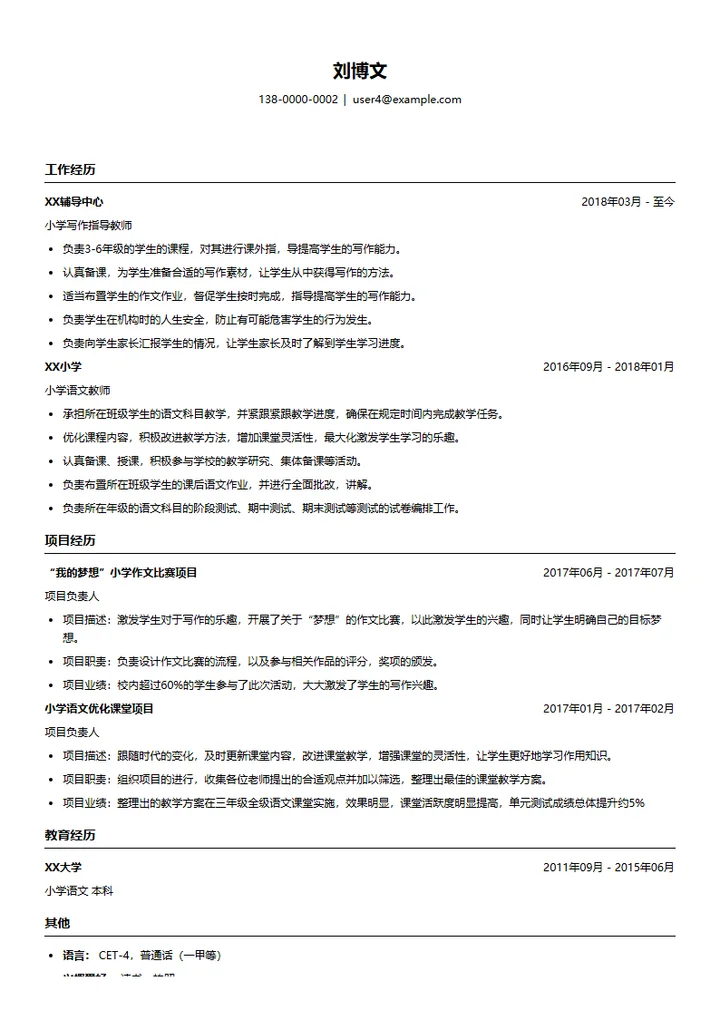 刘博文
138-0000-0002 | user4@example.com
工作经历
XX辅导中心 2018年03月 - 至今
小学写作指导教师
• 负责3-6年级的学生的课程，对其进行课外指，导提高学生的写作能力。
• 认真备课，为学生准备合适的写作素材，让学生从中获得写作的方法。
• 适当布置学生的作文作业，督促学生按时完成，指导提高学生的写作能力。
• 负责学生在机构时的人生安全，防止有可能危害学生的行为发生。
• 负责向学生家长汇报学生的情况，让学生家长及时了解到学生学习进度。
XX小学 2016年09月 - 2018年01月
小学语文教师
• 承担所在班级学生的语文科目教学，并紧跟紧跟教学进度，确保在规定时间内完成教学任务。
• 优化课程内容，积极改进教学方法，增加课堂灵活性，最大化激发学生学习的乐趣。
• 认真备课、授课，积极参与学校的教学研究、集体备课等活动。
• 负责布置所在班级学生的课后语文作业，并进行全面批改，讲解。
• 负责所在年级的语文科目的阶段测试、期中测试、期末测试等测试的试卷编排工作。
项目经历
“我的梦想”小学作文比赛项目 2017年06月 - 2017年07月
项目负责人
• 项目描述：激发学生对于写作的乐趣，开展了关于“梦想”的作文比赛，以此激发学生的兴趣，同时让学生明确自己的目标梦
想。
• 项目职责：负责设计作文比赛的流程，以及参与相关作品的评分，奖项的颁发。
• 项目业绩：校内超过60%的学生参与了此次活动，大大激发了学生的写作兴趣。
小学语文优化课堂项目 2017年01月 - 2017年02月
项目负责人
• 项目描述：跟随时代的变化，及时更新课堂内容，改进课堂教学，增强课堂的灵活性，让学生更好地学习作用知识。
• 项目职责：组织项目的进行，收集各位老师提出的合适观点并加以筛选，整理出最佳的课堂教学方案。
• 项目业绩：整理出的教学方案在三年级全级语文课堂实施，效果明显，课堂活跃度明显提高，单元测试成绩总体提升约5%
教育经历
XX大学 2011年09月 - 2015年06月
小学语文 本科
其他
• 语言： CET-4，普通话（一甲等）